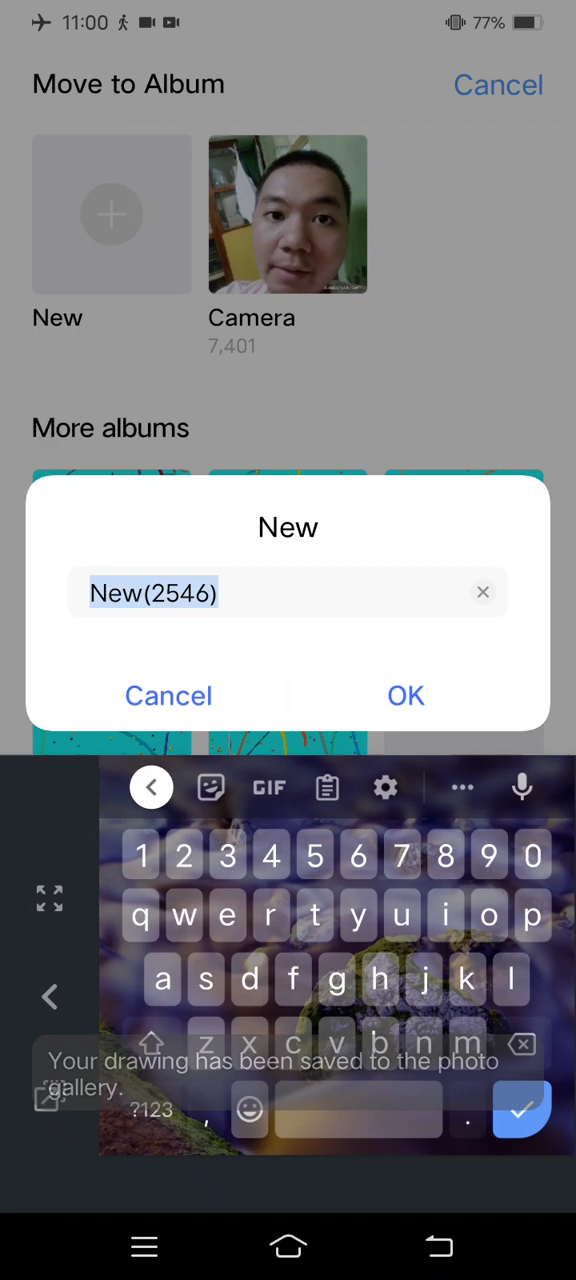 11:00
77%
Move to Album
Cancel
New
Camera
7,401
More albums
New
New(2546)
Cancel
OK
GIF
1 2 3 4 5 6 7 8 9 0
q w e r t y u i o p
a s d f g h j k l
z x c v b n m
Your drawing has been saved to the photo
gallery.
?123 , .